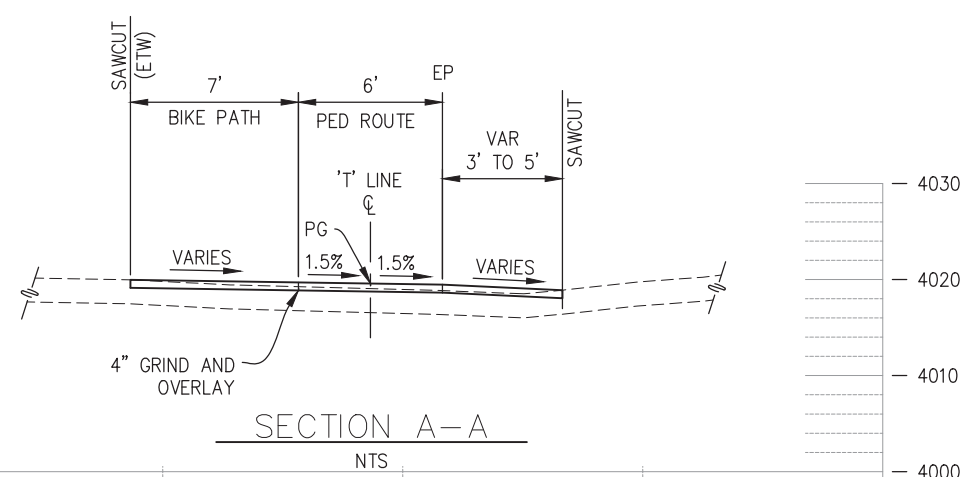 SAWCUT
(ETW)
7'
BIKE PATH
6'
PED ROUTE
EP
VAR
3' TO 5'
SAWCUT
'T' LINE
℄
PG
VARIES
1.5%
1.5%
VARIES
4" GRIND AND
OVERLAY
SECTION A-A
NTS
4030
4020
4010
4000